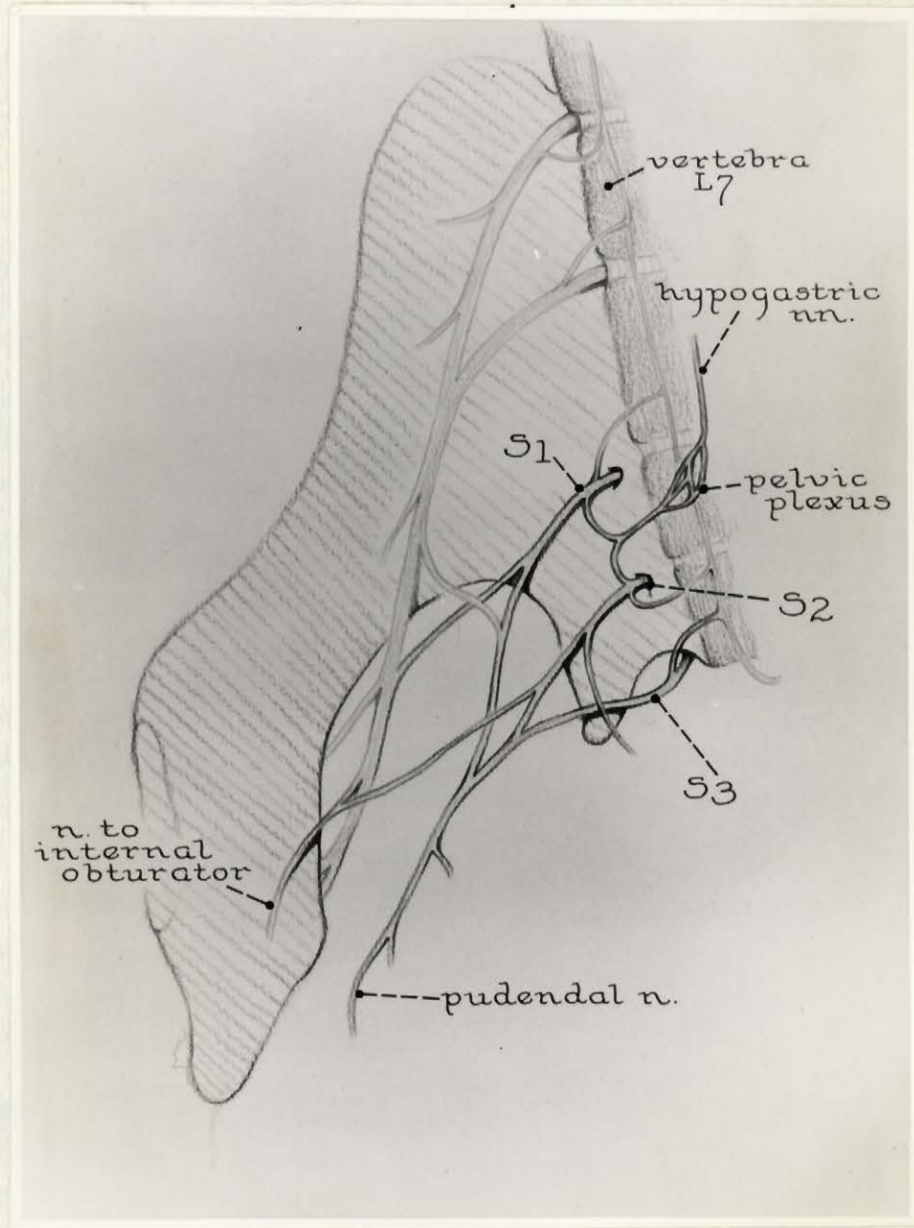 vertebra
L7
hypogastric
nn.
S1
pelvic
plexus
S2
S3
n. to
internal
obturator
pudendal n.